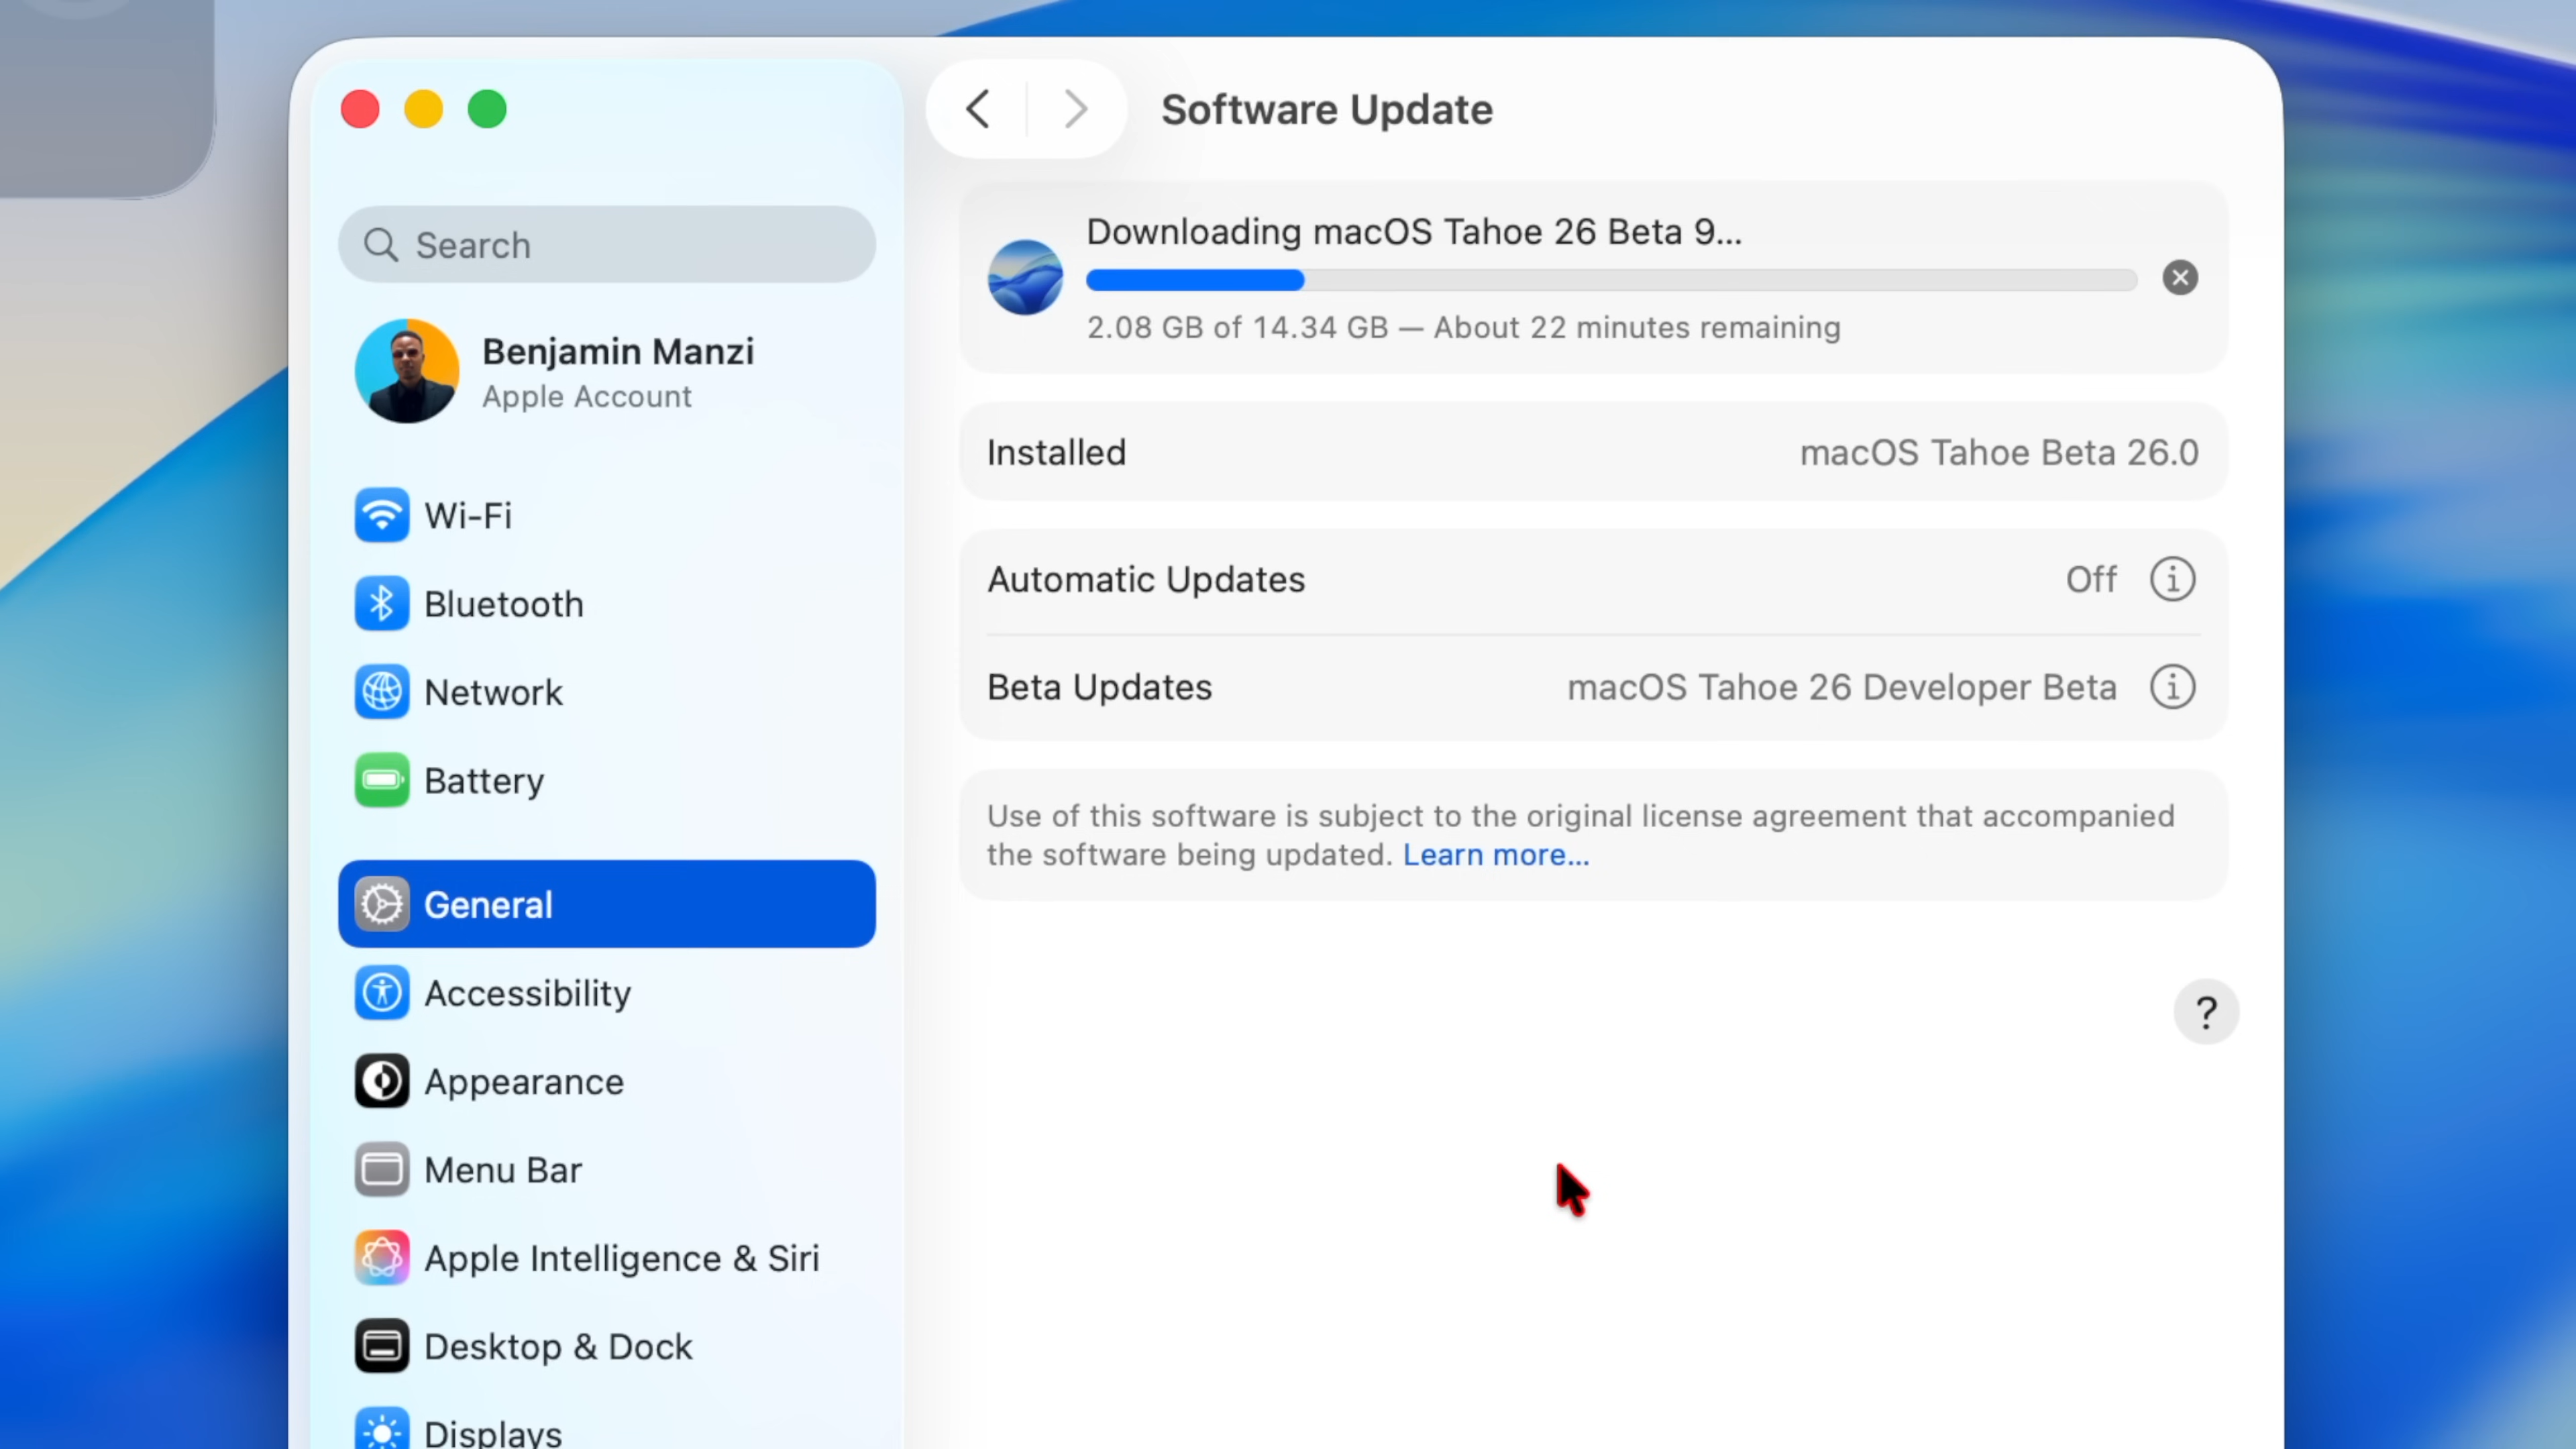 Software Update
Search
Benjamin Manzi
Apple Account
Wi-Fi
Bluetooth
Network
Battery
General
Accessibility
Appearance
Menu Bar
Apple Intelligence & Siri
Desktop & Dock
Displays
Downloading macOS Tahoe 26 Beta 9...
2.08 GB of 14.34 GB — About 22 minutes remaining
Installed macOS Tahoe Beta 26.0
Automatic Updates Off
Beta Updates macOS Tahoe 26 Developer Beta
Use of this software is subject to the original license agreement that accompanied
the software being updated. Learn more...
?